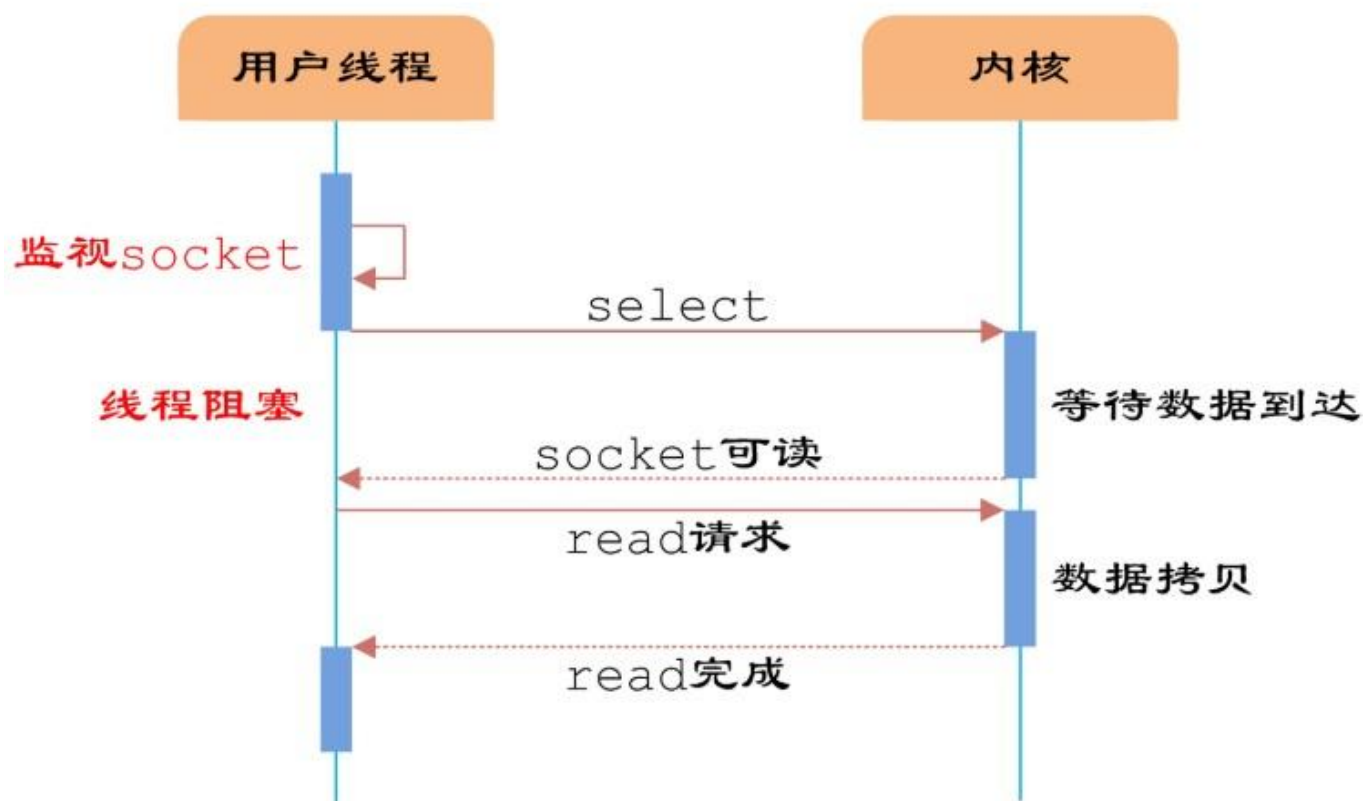 用户线程
内核
监视socket
select
线程阻塞
等待数据到达
socket可读
read请求
数据拷贝
read完成